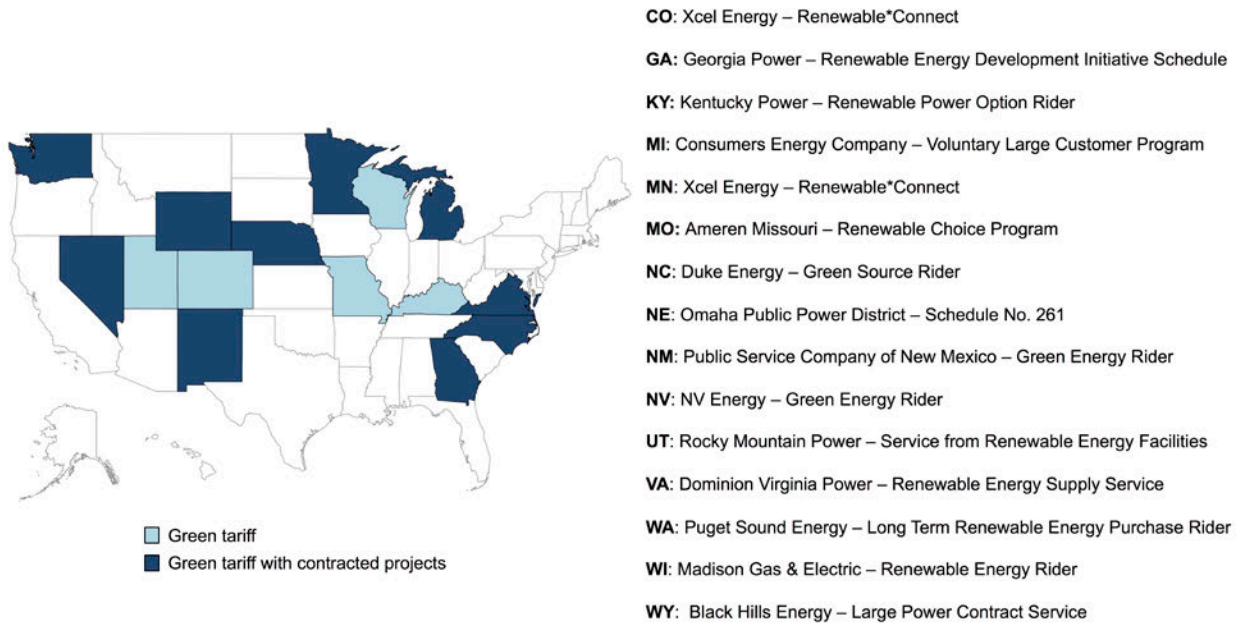 CO: Xcel Energy – Renewable*Connect
GA: Georgia Power – Renewable Energy Development Initiative Schedule
KY: Kentucky Power – Renewable Power Option Rider
MI: Consumers Energy Company – Voluntary Large Customer Program
MN: Xcel Energy – Renewable*Connect
MO: Ameren Missouri – Renewable Choice Program
NC: Duke Energy – Green Source Rider
NE: Omaha Public Power District – Schedule No. 261
NM: Public Service Company of New Mexico – Green Energy Rider
NV: NV Energy – Green Energy Rider
UT: Rocky Mountain Power – Service from Renewable Energy Facilities
VA: Dominion Virginia Power – Renewable Energy Supply Service
WA: Puget Sound Energy – Long Term Renewable Energy Purchase Rider
WI: Madison Gas & Electric – Renewable Energy Rider
WY: Black Hills Energy – Large Power Contract Service
Green tariff
Green tariff with contracted projects